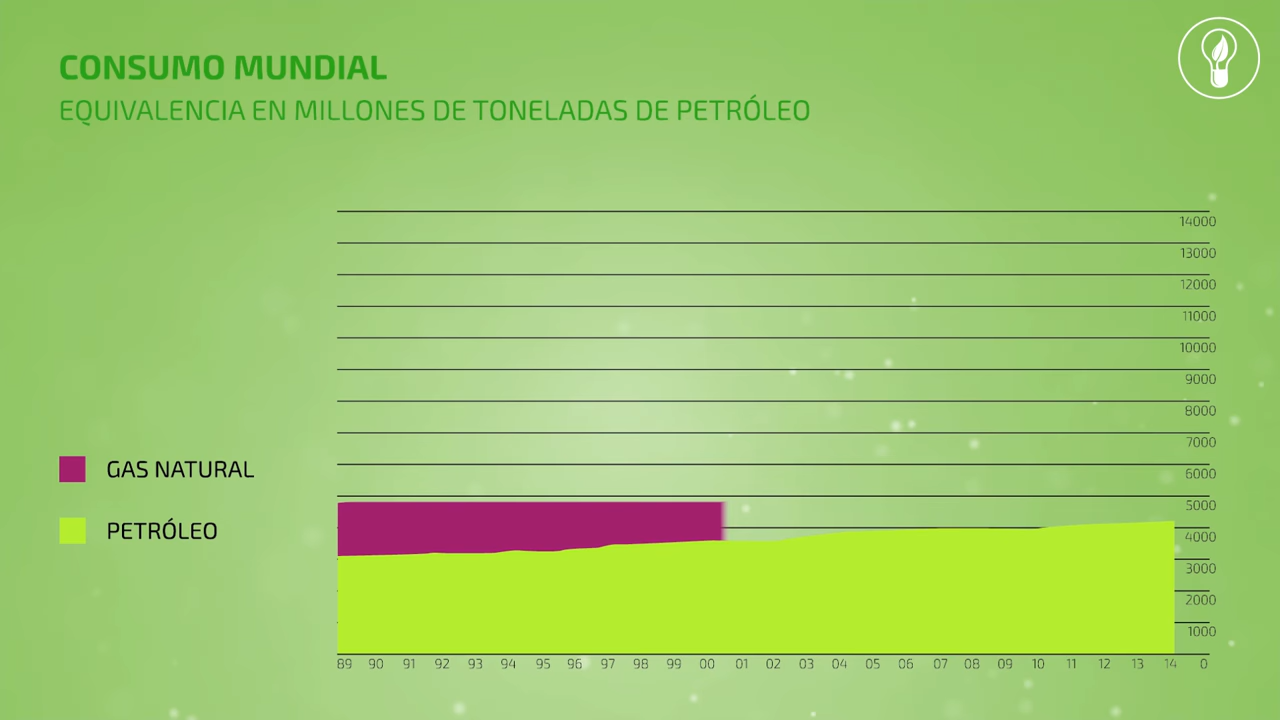 CONSUMO MUNDIAL
EQUIVALENCIA EN MILLONES DE TONELADAS DE PETRÓLEO
14000
13000
12000
11000
10000
9000
8000
7000
6000
GAS NATURAL
5000
PETRÓLEO
4000
3000
2000
1000
89 90 91 92 93 94 95 96 97 98 99 00 01 02 03 04 05 06 07 08 09 10 11 12 13 14 0